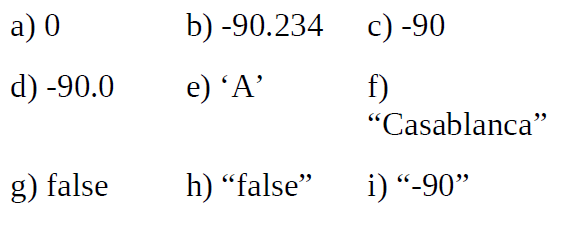 a) 0 b) -90.234 c) -90
d) -90.0 e) ‘A’ f)
“Casablanca”
g) false h) “false” i) “-90”